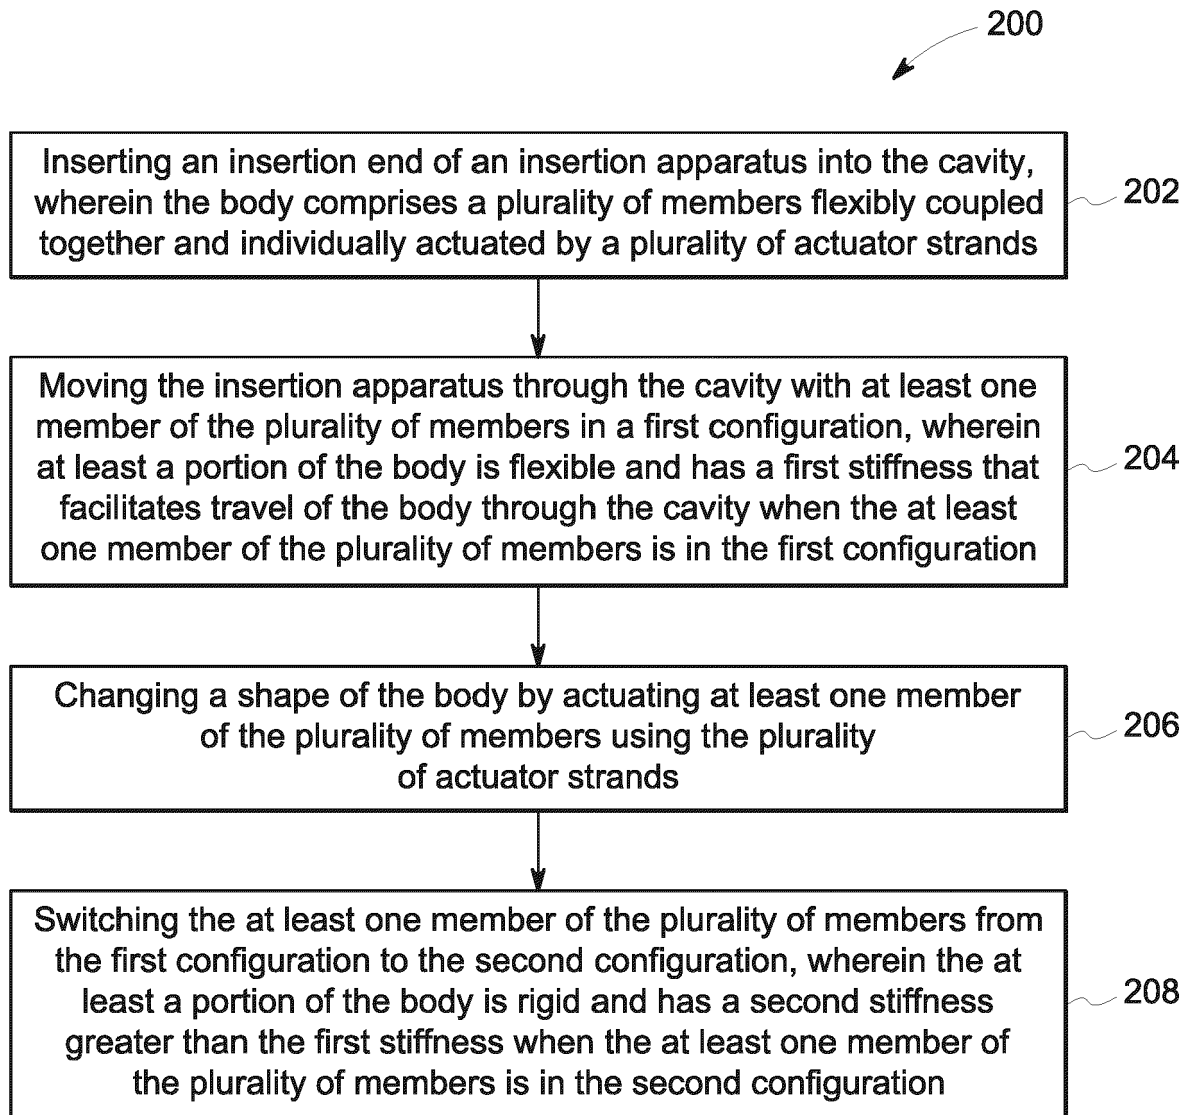 200
Inserting an insertion end of an insertion apparatus into the cavity,
wherein the body comprises a plurality of members flexibly coupled
together and individually actuated by a plurality of actuator strands
202
Moving the insertion apparatus through the cavity with at least one
member of the plurality of members in a first configuration, wherein
at least a portion of the body is flexible and has a first stiffness that
facilitates travel of the body through the cavity when the at least
one member of the plurality of members is in the first configuration
204
Changing a shape of the body by actuating at least one member
of the plurality of members using the plurality
of actuator strands
206
Switching the at least one member of the plurality of members from
the first configuration to the second configuration, wherein the at
least a portion of the body is rigid and has a second stiffness
greater than the first stiffness when the at least one member of
the plurality of members is in the second configuration
208